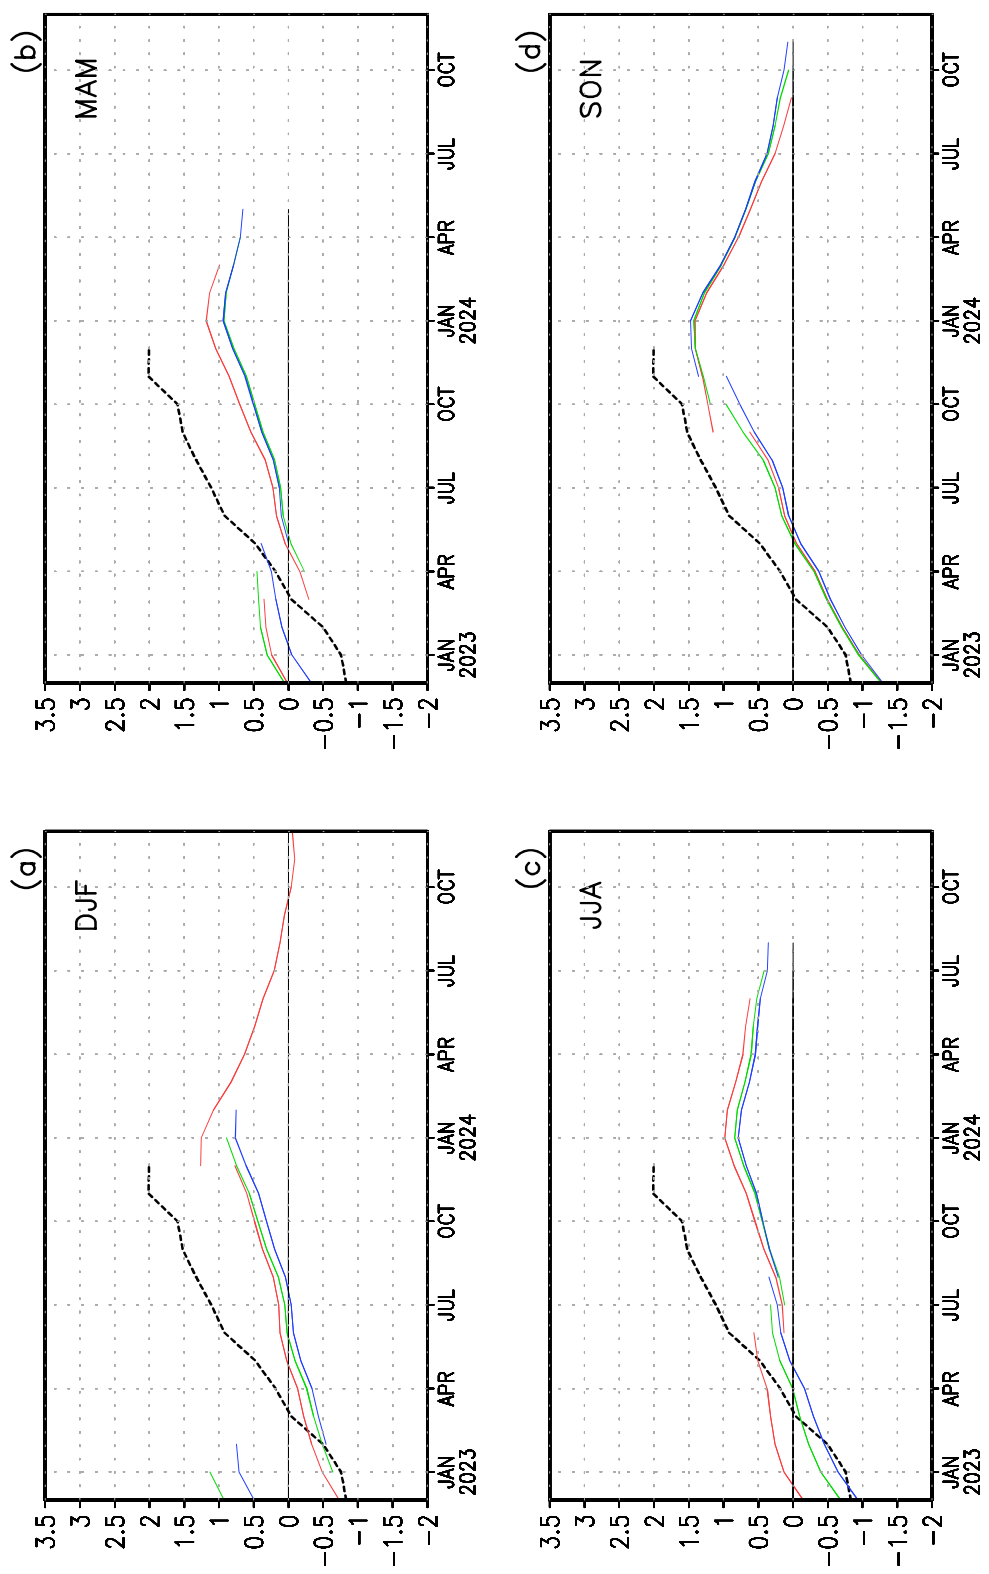 (a)
DJF
3.5
3
2.5
2
1.5
1
0.5
0
−0.5
−1
−1.5
−2
JAN
2023
APR
JUL
OCT
JAN
2024
APR
JUL
OCT
(b)
MAM
3.5
3
2.5
2
1.5
1
0.5
0
−0.5
−1
−1.5
−2
JAN
2023
APR
JUL
OCT
JAN
2024
APR
JUL
OCT
(c)
JJA
3.5
3
2.5
2
1.5
1
0.5
0
−0.5
−1
−1.5
−2
JAN
2023
APR
JUL
OCT
JAN
2024
APR
JUL
OCT
(d)
SON
3.5
3
2.5
2
1.5
1
0.5
0
−0.5
−1
−1.5
−2
JAN
2023
APR
JUL
OCT
JAN
2024
APR
JUL
OCT